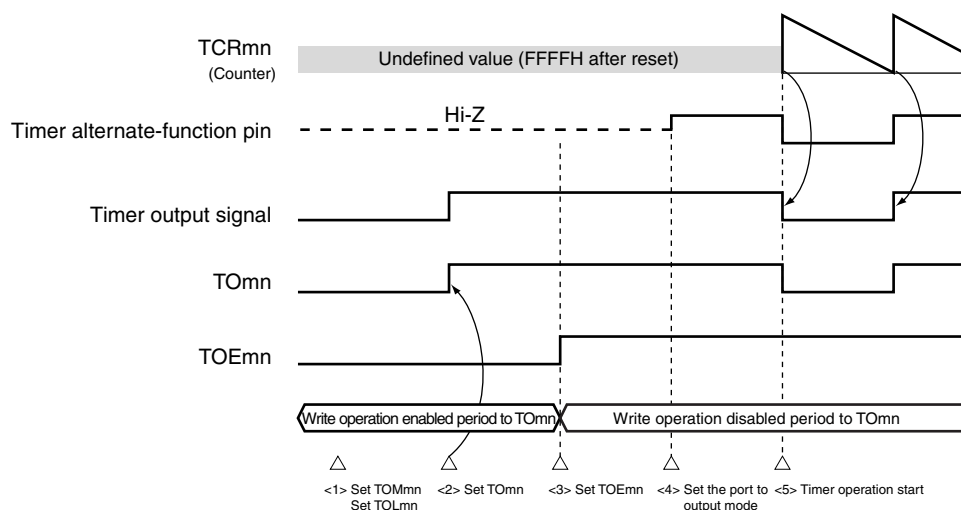 TCRmn
(Counter)
Undefined value (FFFFH after reset)
Hi-Z
Timer alternate-function pin
Timer output signal
TOmn
TOEmn
Write operation enabled period to TOmn
Write operation disabled period to TOmn
<1> Set TOMmn
Set TOLmn
<2> Set TOmn
<3> Set TOEmn
<4> Set the port to
output mode
<5> Timer operation start